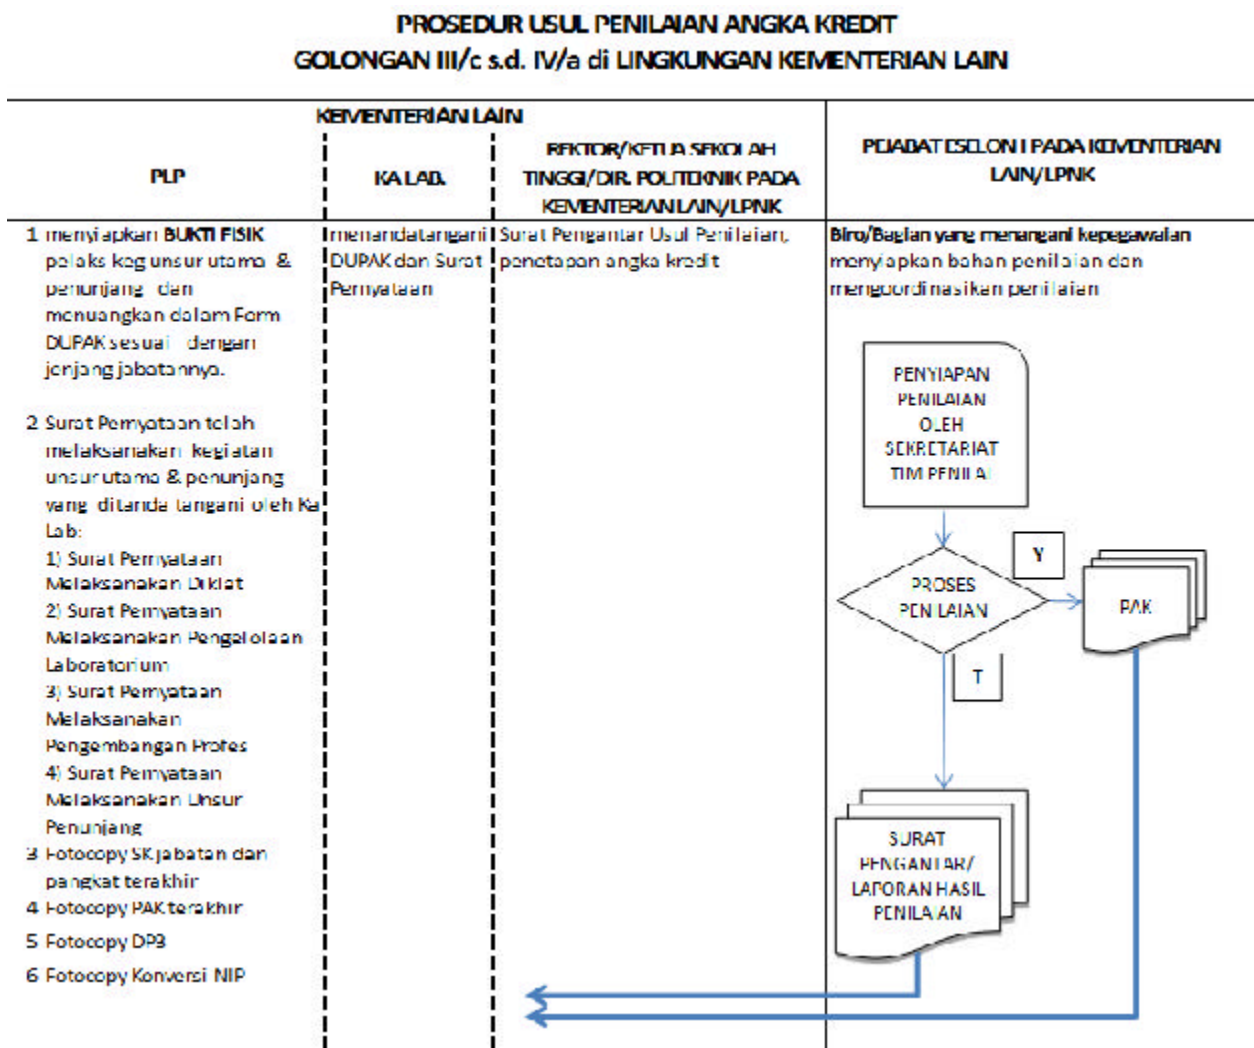 PROSEDUR USUL PENILAIAN ANGKA KREDIT
GOLONGAN III/c s.d. IV/a di LINGKUNGAN KEMENTERIAN LAIN
KEMENTERIAN LAIN
PLP
KA LAB.
REKTOR/KETUA SEKOLAH
TINGGI/DIR. POLITEKNIK PADA
KEMENTERIAN LAIN/LPNK
PEJABAT ESELON I PADA KEMENTERIAN
LAIN/LPNK
1 menyiapkan BUKTI FISIK
pelaks keg unsur utama &
penunjang dan
menuangkan dalam Form
DUPAK sesuai dengan
jenjang jabatannya.
2 Surat Pernyataan telah
melaksanakan kegiatan
unsur utama & penunjang
yang ditanda tangani oleh Ka
Lab:
1) Surat Pernyataan
Melaksanakan Diklat
2) Surat Pernyataan
Melaksanakan Pengelolaan
Laboratorium
3) Surat Pernyataan
Melaksanakan
Pengembangan Profes
4) Surat Pernyataan
Melaksanakan Unsur
Penunjang
3 Fotocopy SK jabatan dan
pangkat terakhir
4 Fotocopy PAK terakhir
5 Fotocopy DP3
6 Fotocopy Konversi NIP
menandatangani
DUPAK dan Surat
Pernyataan
Surat Pengantar Usul Penilaian,
penetapan angka kredit
Biro/Bagian yang menangani kepegawaian
menyiapkan bahan penilaian dan
mengoordinasikan penilaian
PENYIAPAN
PENILAIAN
OLEH
SEKRETARIAT
TIM PENILAI
PROSES
PENILAIAN
Y
PAK
T
SURAT
PENGANTAR/
LAPORAN HASIL
PENILAIAN